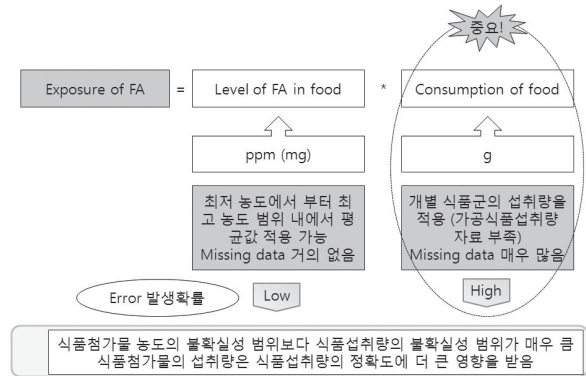 중요!
Exposure of FA = Level of FA in food * Consumption of food
ppm (mg)
g
최저 농도에서 부터 최
고 농도 범위 내에서 평
균값 적용 가능
Missing data 거의 없음
개별 식품군의 섭취량을
적용 (가공식품섭취량
자료 부족)
Missing data 매우 많음
Error 발생확률
Low
High
식품첨가물 농도의 불확실성 범위보다 식품섭취량의 불확실성 범위가 매우 큼
식품첨가물의 섭취량은 식품섭취량의 정확도에 더 큰 영향을 받음